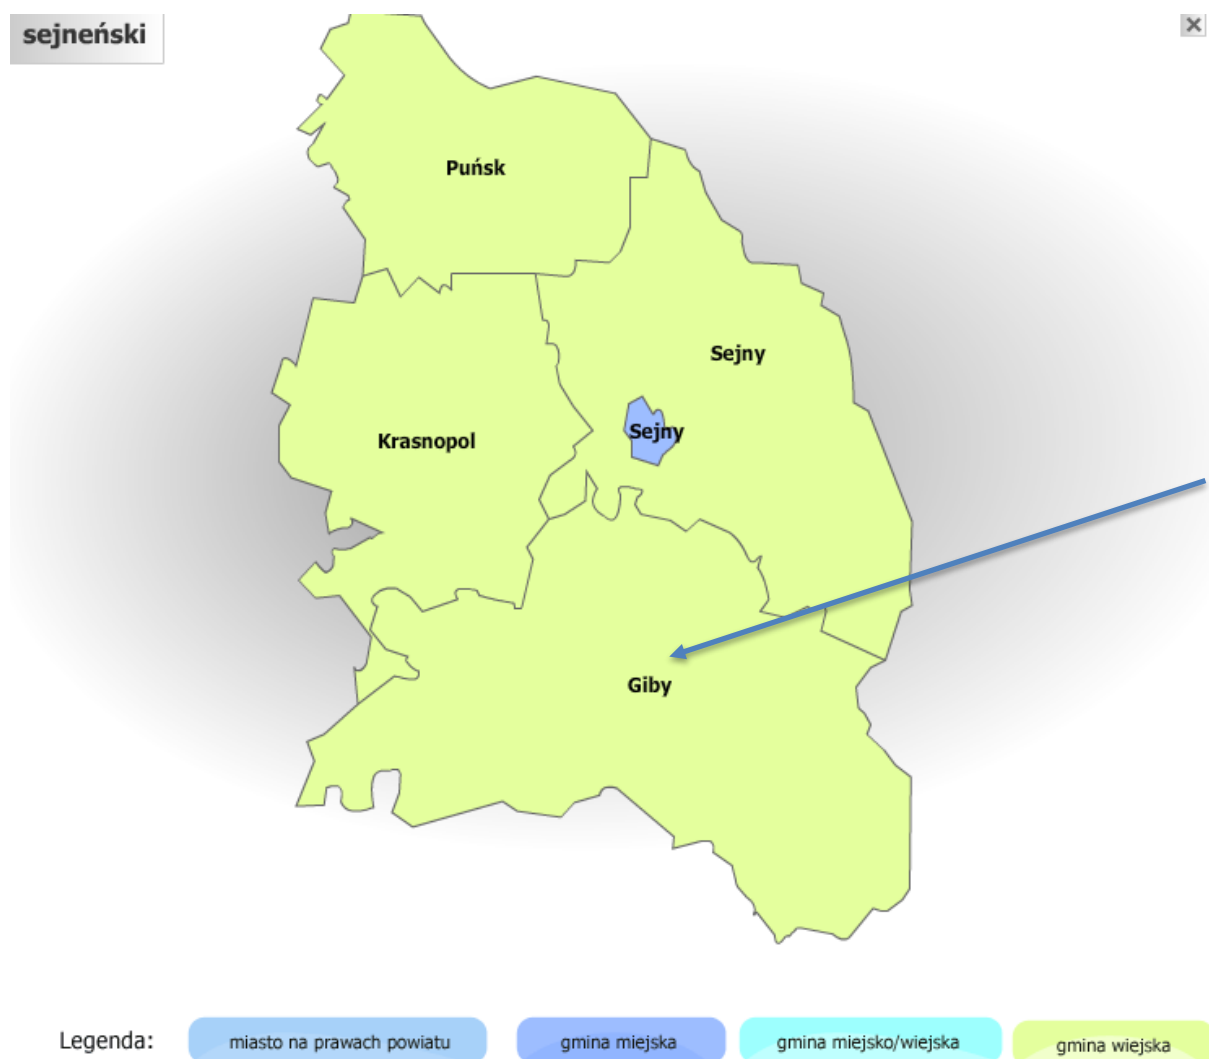 sejneński
Puńsk
Sejny
Sejny
Krasnopol
Giby
Legenda:
miasto na prawach powiatu
gmina miejska
gmina miejsko/wiejska
gmina wiejska